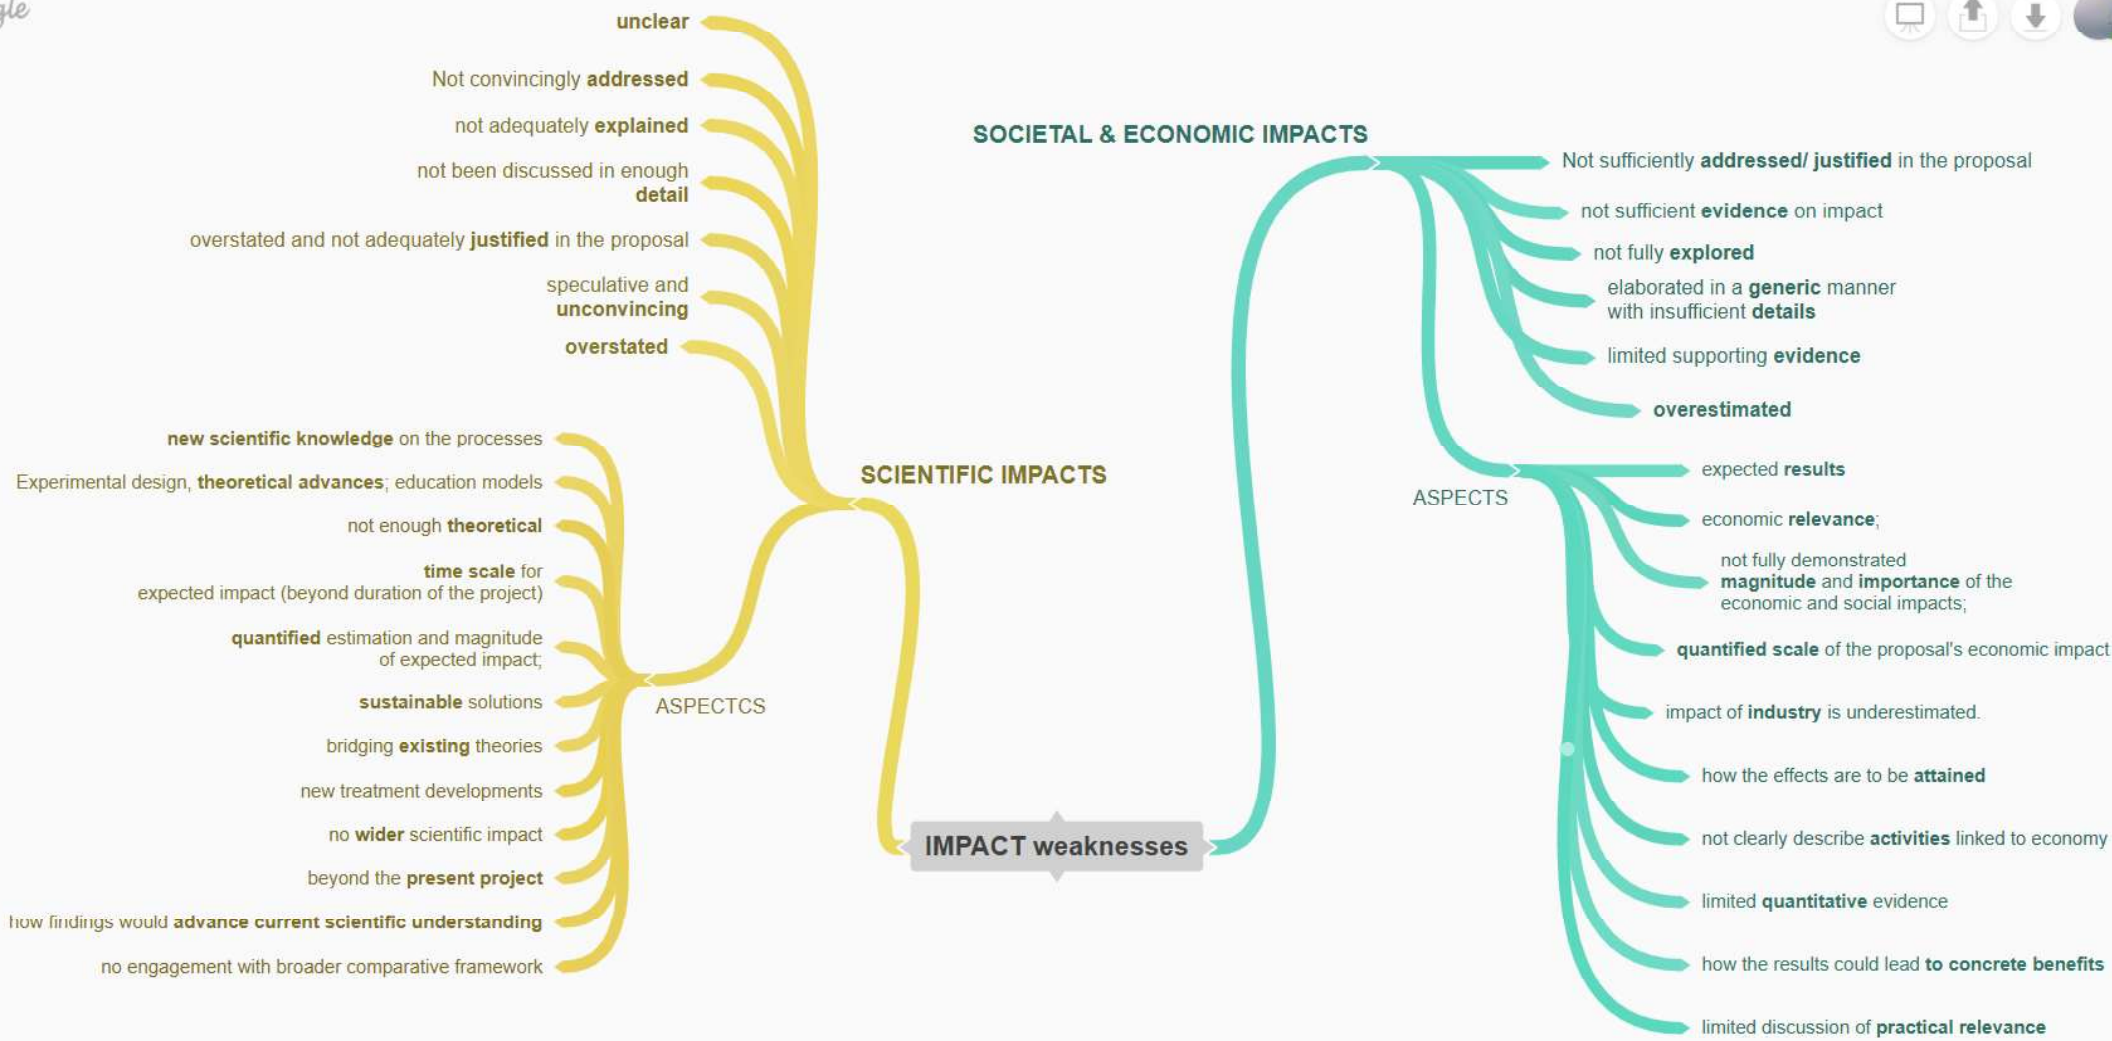 gle
unclear
Not convincingly addressed
not adequately explained
not been discussed in enough
detail
overstated and not adequately justified in the proposal
speculative and
unconvincing
overstated
SCIENTIFIC IMPACTS
new scientific knowledge on the processes
Experimental design, theoretical advances; education models
not enough theoretical
time scale for
expected impact (beyond duration of the project)
quantified estimation and magnitude
of expected impact;
sustainable solutions
ASPECTCS
bridging existing theories
new treatment developments
no wider scientific impact
beyond the present project
how findings would advance current scientific understanding
no engagement with broader comparative framework
IMPACT weaknesses
SOCIETAL & ECONOMIC IMPACTS
Not sufficiently addressed/ justified in the proposal
not sufficient evidence on impact
not fully explored
elaborated in a generic manner
with insufficient details
limited supporting evidence
overestimated
ASPECTS
expected results
economic relevance;
not fully demonstrated
magnitude and importance of the
economic and social impacts;
quantified scale of the proposal's economic impact
impact of industry is underestimated.
how the effects are to be attained
not clearly describe activities linked to economy
limited quantitative evidence
how the results could lead to concrete benefits
limited discussion of practical relevance